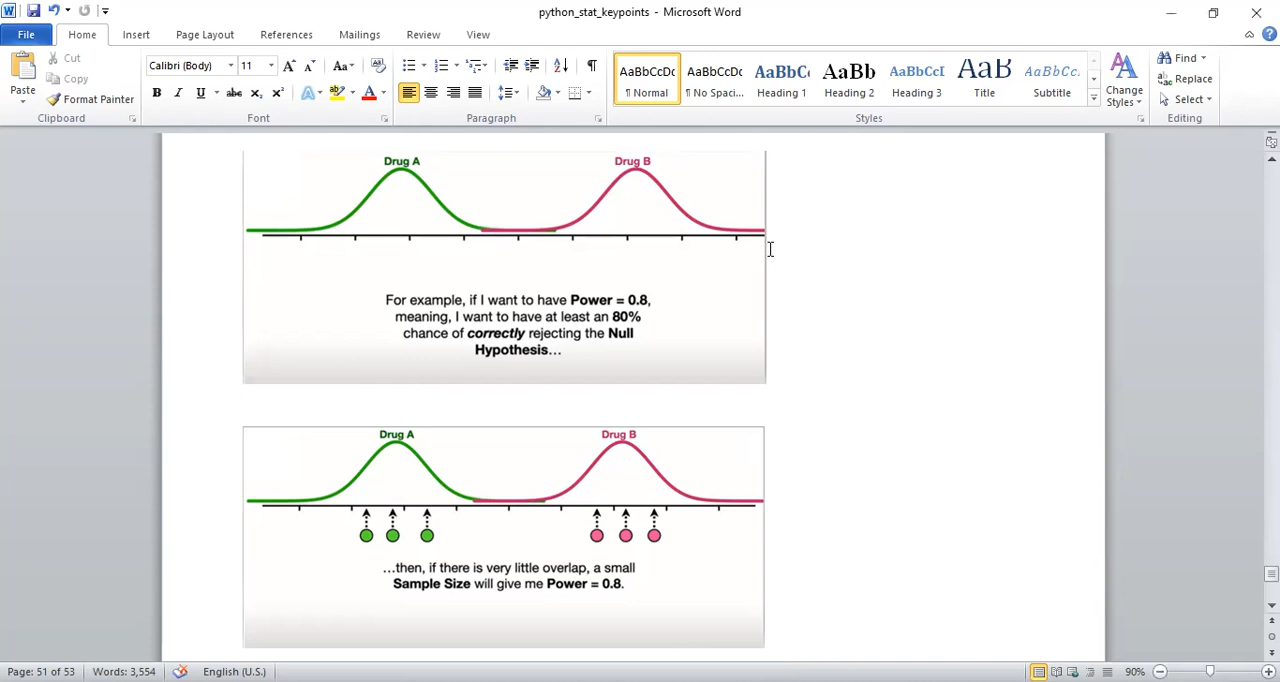 python_stat_keypoints - Microsoft Word
File Home Insert Page Layout References Mailings Review View
Paste
Cut
Copy
Format Painter
Clipboard
Calibri (Body) 11
Font
Paragraph
AaBbCcDc AaBbCcDc AaBbC AaBb AaBbCcI AaB AaBbCc.
¶ Normal ¶ No Spaci... Heading 1 Heading 2 Heading 3 Title Subtitle
Styles
Change
Styles
Find
Replace
Select
Editing
Drug A Drug B
For example, if I want to have Power = 0.8,
meaning, I want to have at least an 80%
chance of correctly rejecting the Null
Hypothesis…
Drug A Drug B
…then, if there is very little overlap, a small
Sample Size will give me Power = 0.8.
Page: 51 of 53 Words: 3,554 English (U.S.) 90%